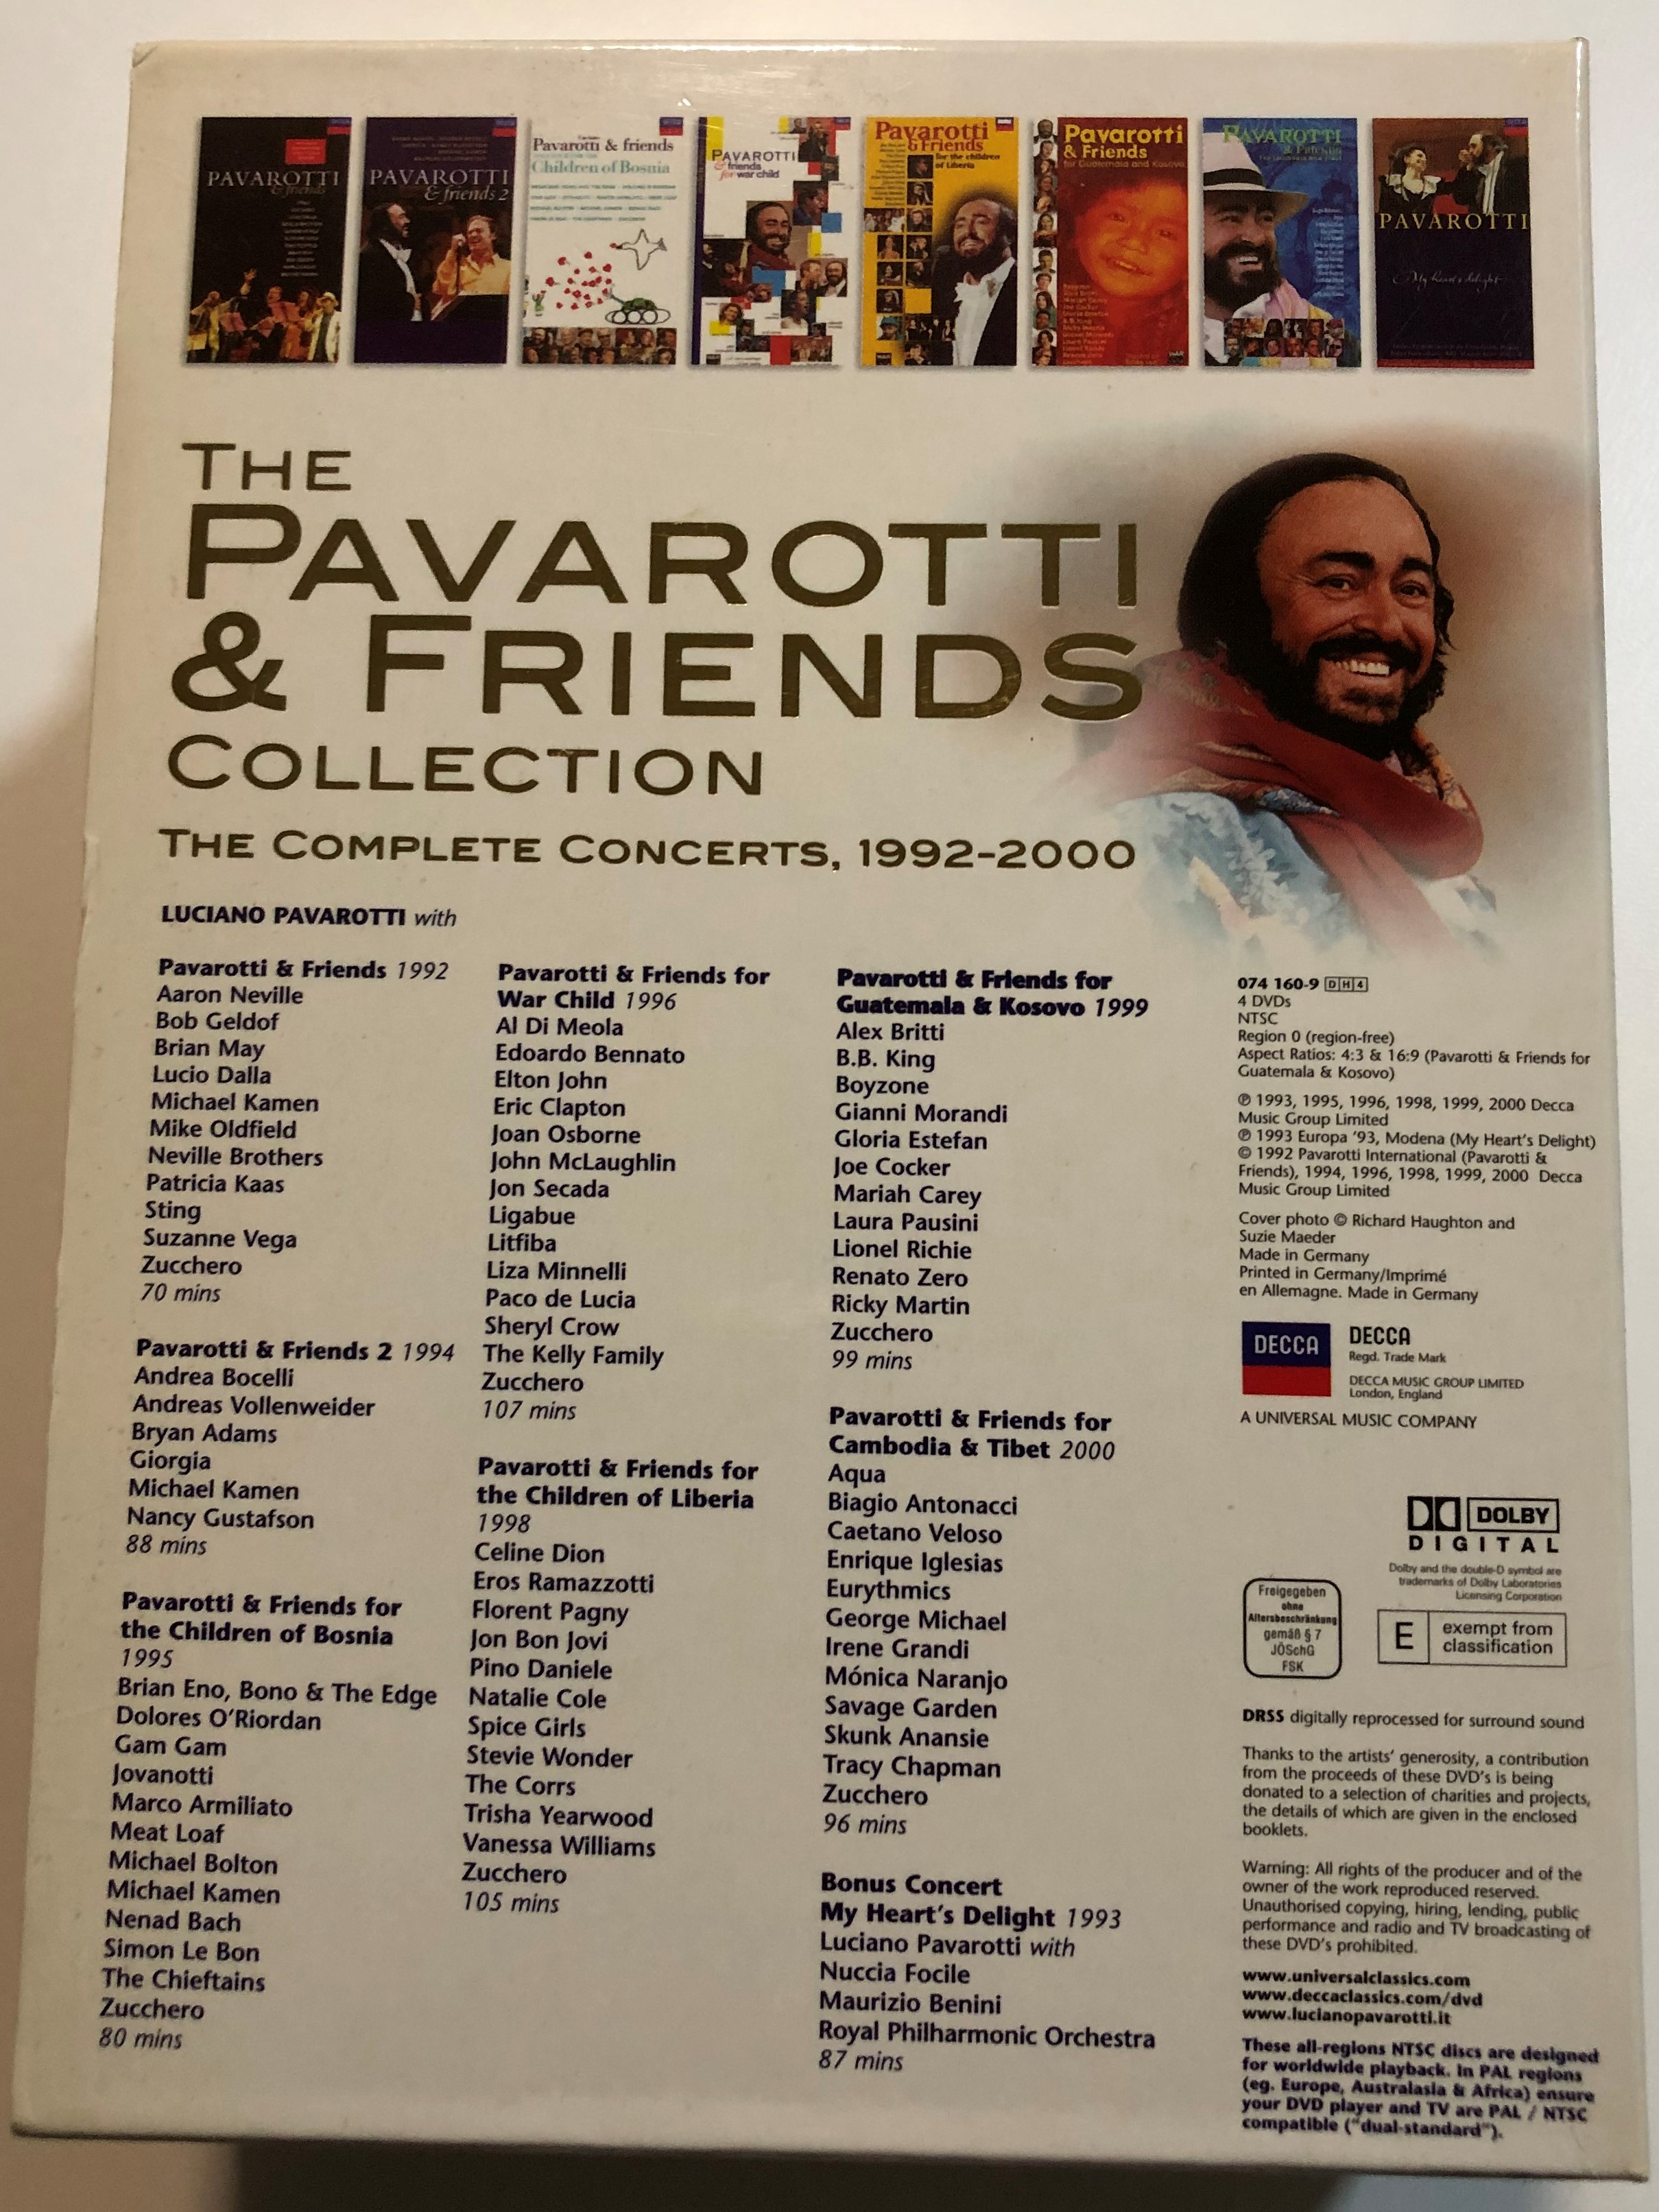 PAVAROTTI
& friends
PAVAROTTI
& friends 2
Pavarotti & friends
Children of Bosnia
PAVAROTTI
& friends
for war child
Pavarotti
& Friends
for the children
of Liberia
Pavarotti
& Friends
for Guatemala and Kosovo
PAVAROTTI
& Friends
PAVAROTTI
My heart's delight
THE
PAVAROTTI
& FRIENDS
COLLECTION
THE COMPLETE CONCERTS, 1992-2000
LUCIANO PAVAROTTI with
Pavarotti & Friends 1992
Aaron Neville
Bob Geldof
Brian May
Lucio Dalla
Michael Kamen
Mike Oldfield
Neville Brothers
Patricia Kaas
Sting
Suzanne Vega
Zucchero
70 mins
Pavarotti & Friends 2 1994
Andrea Bocelli
Andreas Vollenweider
Bryan Adams
Giorgia
Michael Kamen
Nancy Gustafson
88 mins
Pavarotti & Friends for
the Children of Bosnia
1995
Brian Eno, Bono & The Edge
Dolores O'Riordan
Gam Gam
Jovanotti
Marco Armiliato
Meat Loaf
Michael Bolton
Michael Kamen
Nenad Bach
Simon Le Bon
The Chieftains
Zucchero
80 mins
Pavarotti & Friends for
War Child 1996
Al Di Meola
Edoardo Bennato
Elton John
Eric Clapton
Joan Osborne
John McLaughlin
Jon Secada
Ligabue
Litfiba
Liza Minnelli
Paco de Lucia
Sheryl Crow
The Kelly Family
Zucchero
107 mins
Pavarotti & Friends for
the Children of Liberia
1998
Celine Dion
Eros Ramazzotti
Florent Pagny
Jon Bon Jovi
Pino Daniele
Natalie Cole
Spice Girls
Stevie Wonder
The Corrs
Trisha Yearwood
Vanessa Williams
Zucchero
105 mins
Pavarotti & Friends for
Guatemala & Kosovo 1999
Alex Britti
B.B. King
Boyzone
Gianni Morandi
Gloria Estefan
Joe Cocker
Mariah Carey
Laura Pausini
Lionel Richie
Renato Zero
Ricky Martin
Zucchero
99 mins
Pavarotti & Friends for
Cambodia & Tibet 2000
Aqua
Biagio Antonacci
Caetano Veloso
Enrique Iglesias
Eurythmics
George Michael
Irene Grandi
Mónica Naranjo
Savage Garden
Skunk Anansie
Tracy Chapman
Zucchero
96 mins
Bonus Concert
My Heart's Delight 1993
Luciano Pavarotti with
Nuccia Focile
Maurizio Benini
Royal Philharmonic Orchestra
87 mins
074 160-9 DH4
4 DVDs
NTSC
Region 0 (region-free)
Aspect Ratios: 4:3 & 16:9 (Pavarotti & Friends for
Guatemala & Kosovo)
℗ 1993, 1995, 1996, 1998, 1999, 2000 Decca
Music Group Limited
℗ 1993 Europa '93, Modena (My Heart's Delight)
© 1992 Pavarotti International (Pavarotti &
Friends), 1994, 1996, 1998, 1999, 2000 Decca
Music Group Limited
Cover photo © Richard Haughton and
Suzie Maeder
Made in Germany
Printed in Germany/Imprimé
en Allemagne. Made in Germany
DECCA
DECCA
Regd. Trade Mark
DECCA MUSIC GROUP LIMITED
London, England
A UNIVERSAL MUSIC COMPANY
DOLBY
DIGITAL
Dolby and the double-D symbol are
trademarks of Dolby Laboratories
Licensing Corporation
Freigegeben
ohne
Altersbeschränkung
gemäß § 7
JÖSchG
FSK
E
exempt from
classification
DRSS digitally reprocessed for surround sound
Thanks to the artists' generosity, a contribution
from the proceeds of these DVD's is being
donated to a selection of charities and projects,
the details of which are given in the enclosed
booklets.
Warning: All rights of the producer and of the
owner of the work reproduced reserved.
Unauthorised copying, hiring, lending, public
performance and radio and TV broadcasting of
these DVD's prohibited.
www.universalclassics.com
www.deccaclassics.com/dvd
www.lucianopavarotti.it
These all-regions NTSC discs are designed
for worldwide playback. In PAL regions
(eg. Europe, Australasia & Africa) ensure
your DVD player and TV are PAL / NTSC
compatible ("dual-standard").